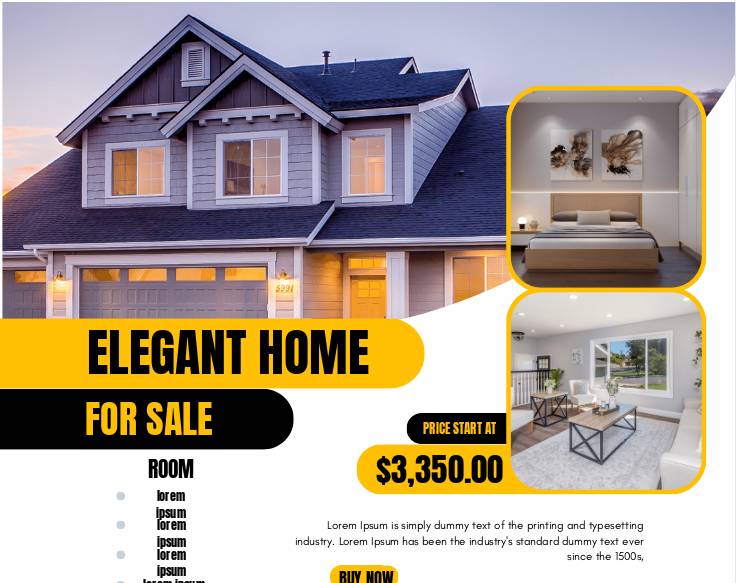 5991
ELEGANT HOME
FOR SALE
PRICE START AT
$3,350.00
ROOM
lorem
ipsum
lorem
ipsum
lorem
ipsum
lorem ipsum
Lorem Ipsum is simply dummy text of the printing and typesetting
industry. Lorem Ipsum has been the industry's standard dummy text ever
since the 1500s,
BUY NOW